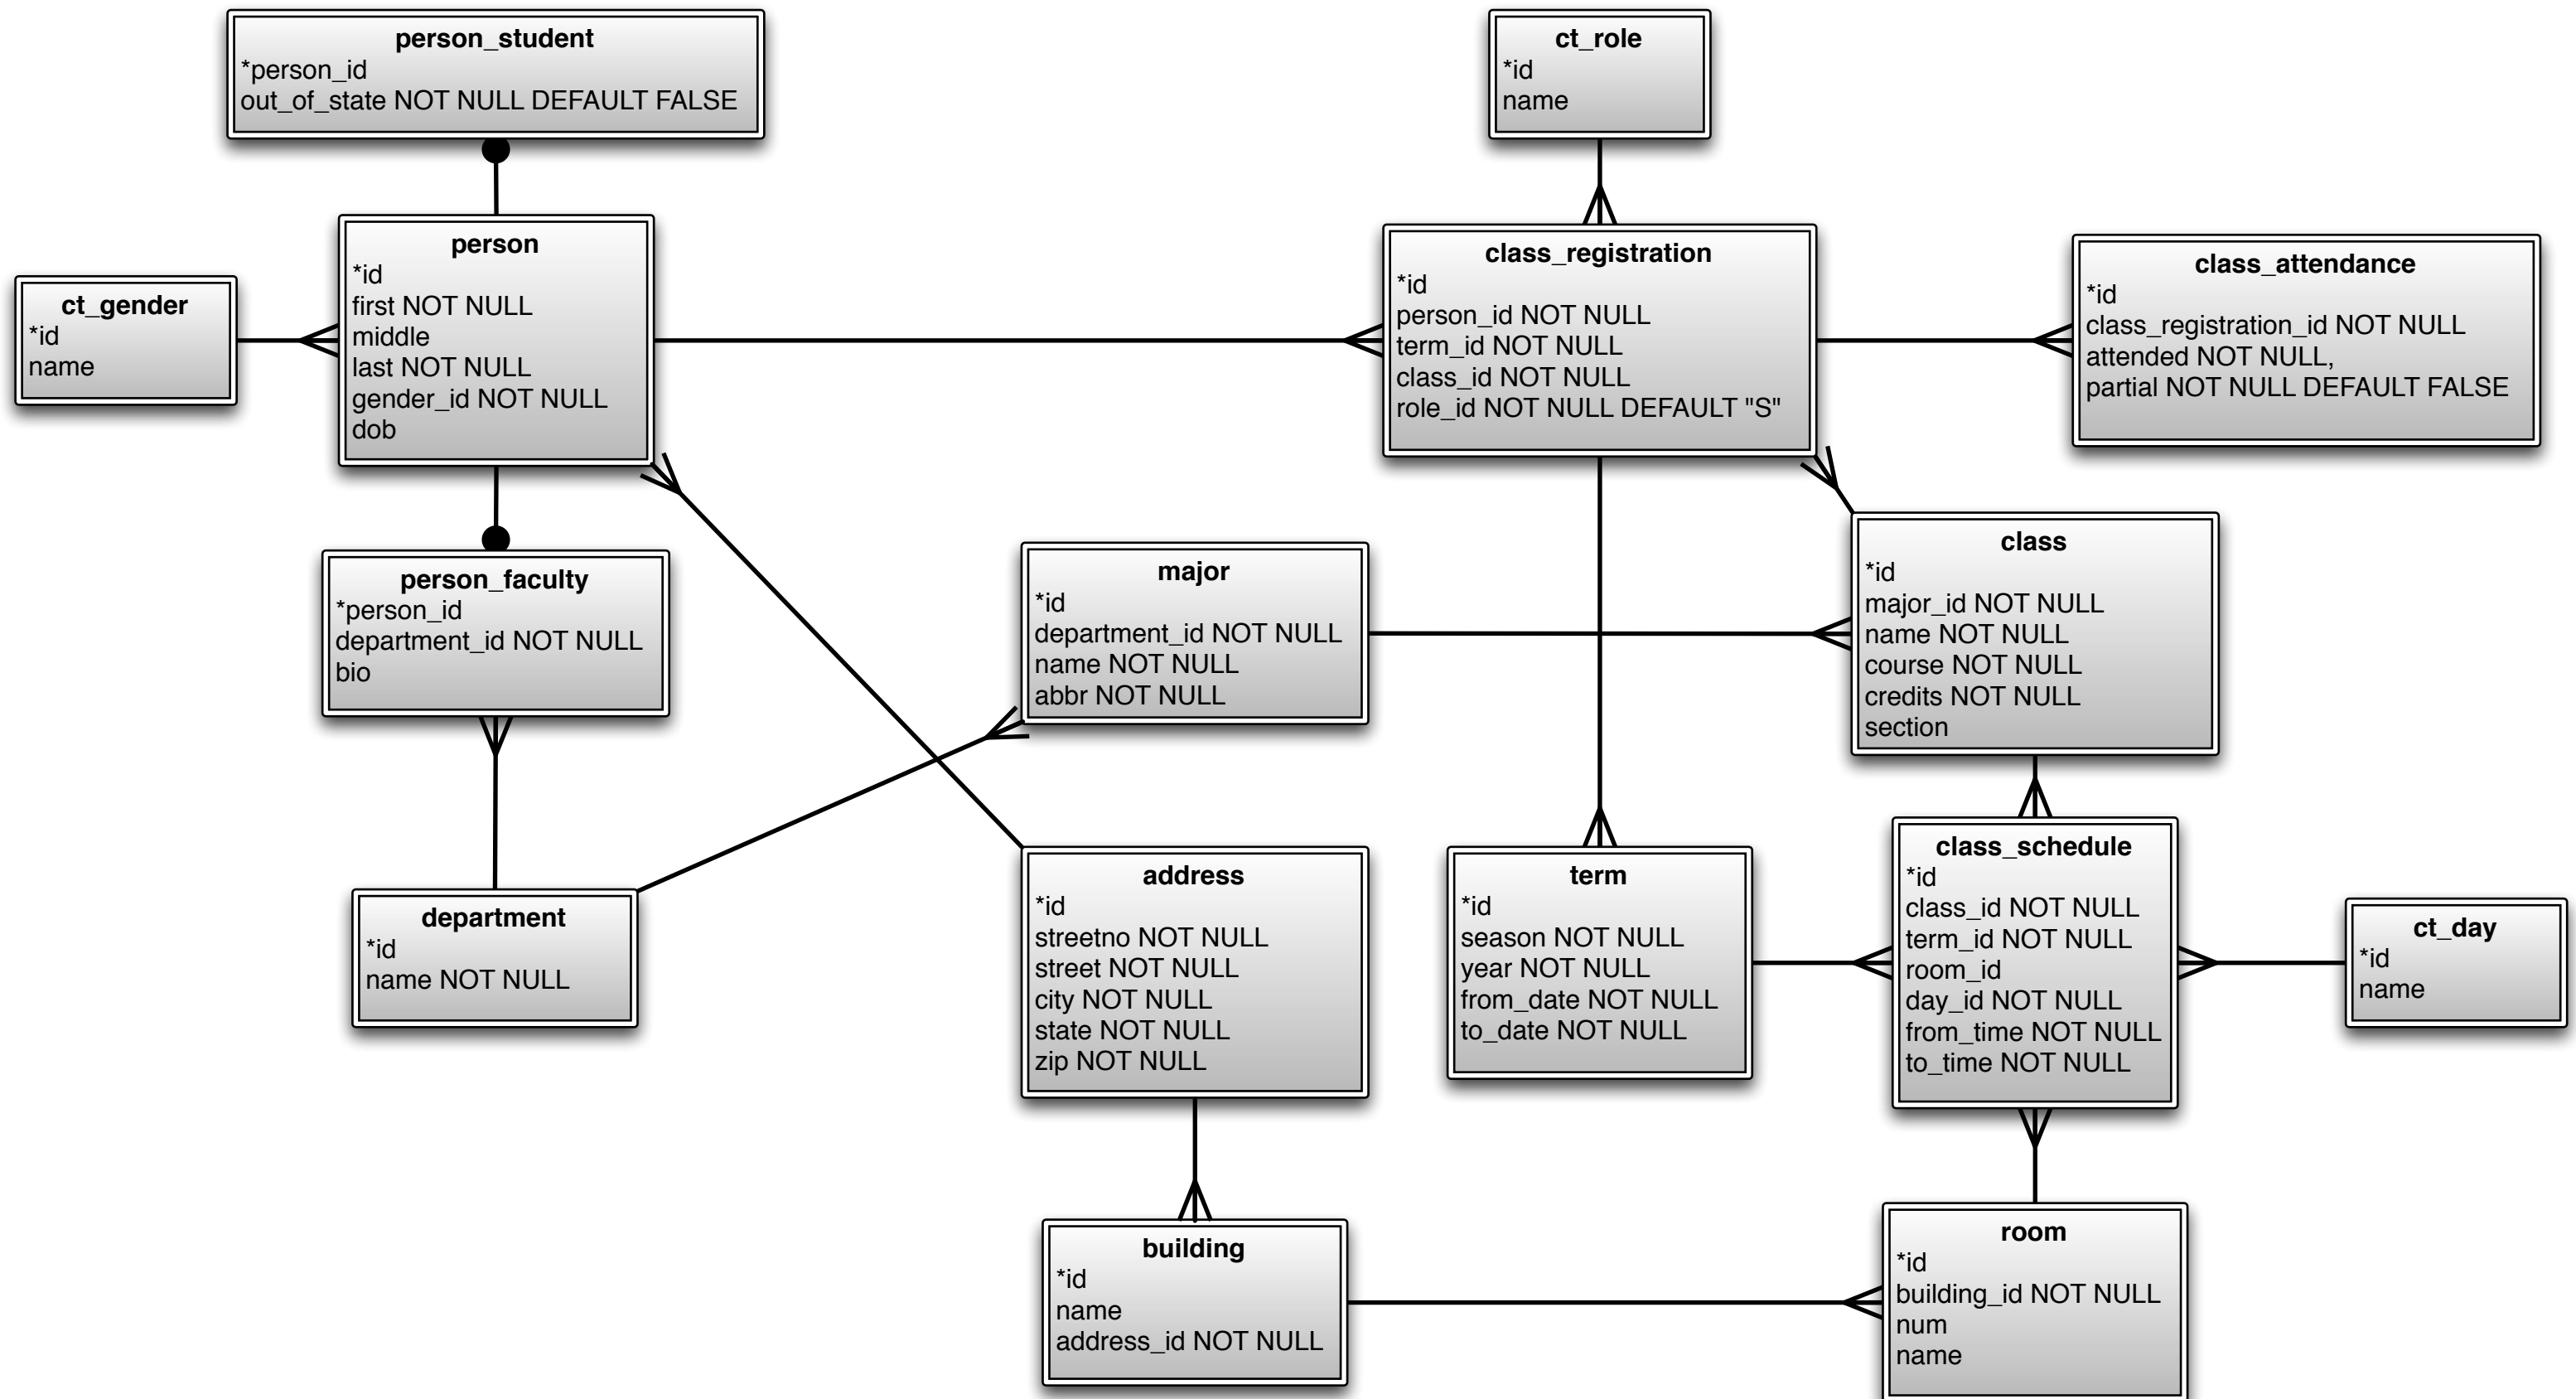 person_student
*person_id
out_of_state NOT NULL DEFAULT FALSE
ct_role
*id
name
person
*id
first NOT NULL
middle
last NOT NULL
gender_id NOT NULL
dob
class_registration
*id
person_id NOT NULL
term_id NOT NULL
class_id NOT NULL
role_id NOT NULL DEFAULT "S"
class_attendance
*id
class_registration_id NOT NULL
attended NOT NULL,
partial NOT NULL DEFAULT FALSE
ct_gender
*id
name
person_faculty
*person_id
department_id NOT NULL
bio
major
*id
department_id NOT NULL
name NOT NULL
abbr NOT NULL
class
*id
major_id NOT NULL
name NOT NULL
course NOT NULL
credits NOT NULL
section
department
*id
name NOT NULL
address
*id
streetno NOT NULL
street NOT NULL
city NOT NULL
state NOT NULL
zip NOT NULL
term
*id
season NOT NULL
year NOT NULL
from_date NOT NULL
to_date NOT NULL
class_schedule
*id
class_id NOT NULL
term_id NOT NULL
room_id
day_id NOT NULL
from_time NOT NULL
to_time NOT NULL
ct_day
*id
name
building
*id
name
address_id NOT NULL
room
*id
building_id NOT NULL
num
name